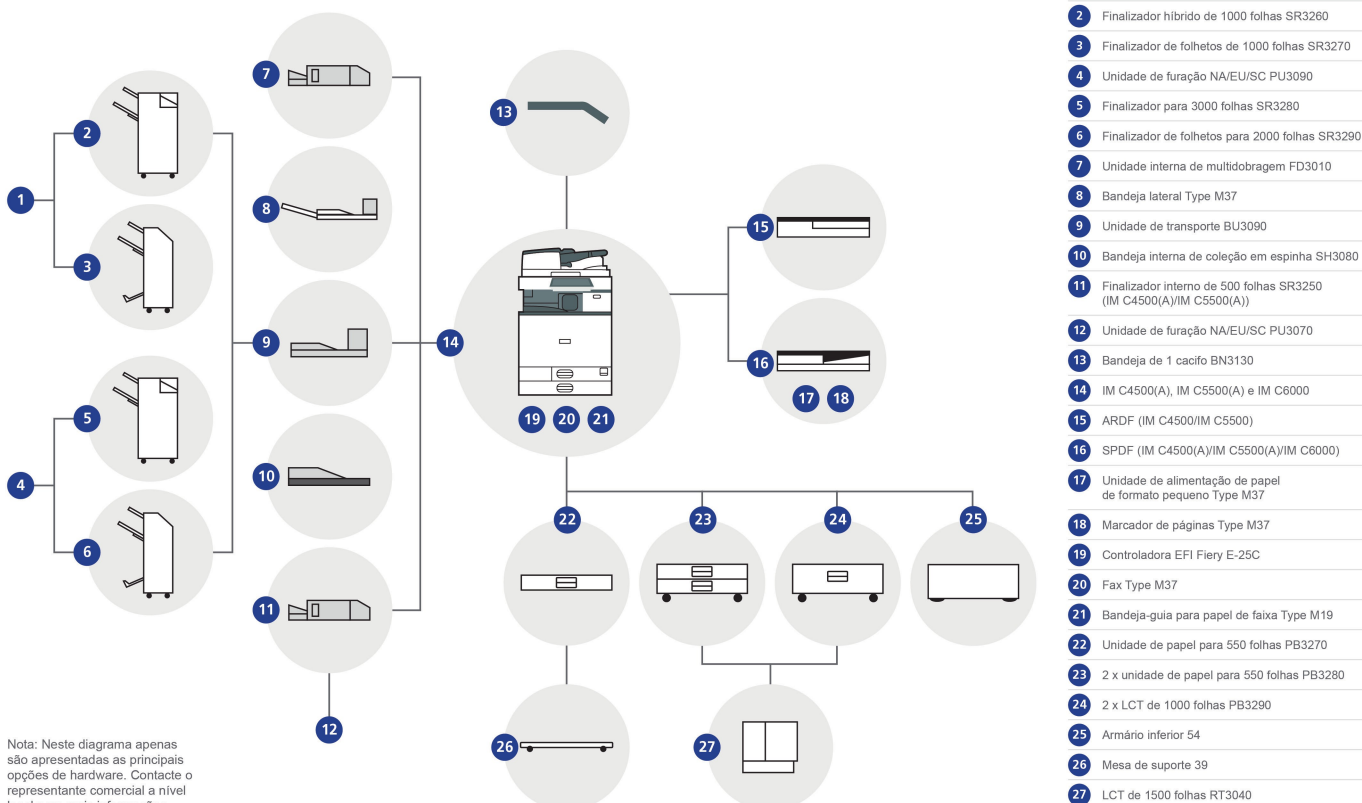 1
2
3
4
5
6
7
8
9
10
11
12
13
14
15
16
17 18
19 20 21
22
23
24
25
26
27
Nota: Neste diagrama apenas
são apresentadas as principais
opções de hardware. Contacte o
representante comercial a nível
2 Finalizador híbrido de 1000 folhas SR3260
3 Finalizador de folhetos de 1000 folhas SR3270
4 Unidade de furação NA/EU/SC PU3090
5 Finalizador para 3000 folhas SR3280
6 Finalizador de folhetos para 2000 folhas SR3290
7 Unidade interna de multidobragem FD3010
8 Bandeja lateral Type M37
9 Unidade de transporte BU3090
10 Bandeja interna de coleção em espinha SH3080
11 Finalizador interno de 500 folhas SR3250
(IM C4500(A)/IM C5500(A))
12 Unidade de furação NA/EU/SC PU3070
13 Bandeja de 1 cacifo BN3130
14 IM C4500(A), IM C5500(A) e IM C6000
15 ARDF (IM C4500/IM C5500)
16 SPDF (IM C4500(A)/IM C5500(A)/IM C6000)
17 Unidade de alimentação de papel
de formato pequeno Type M37
18 Marcador de páginas Type M37
19 Controladora EFI Fiery E-25C
20 Fax Type M37
21 Bandeja-guia para papel de faixa Type M19
22 Unidade de papel para 550 folhas PB3270
23 2 x unidade de papel para 550 folhas PB3280
24 2 x LCT de 1000 folhas PB3290
25 Armário inferior 54
26 Mesa de suporte 39
27 LCT de 1500 folhas RT3040